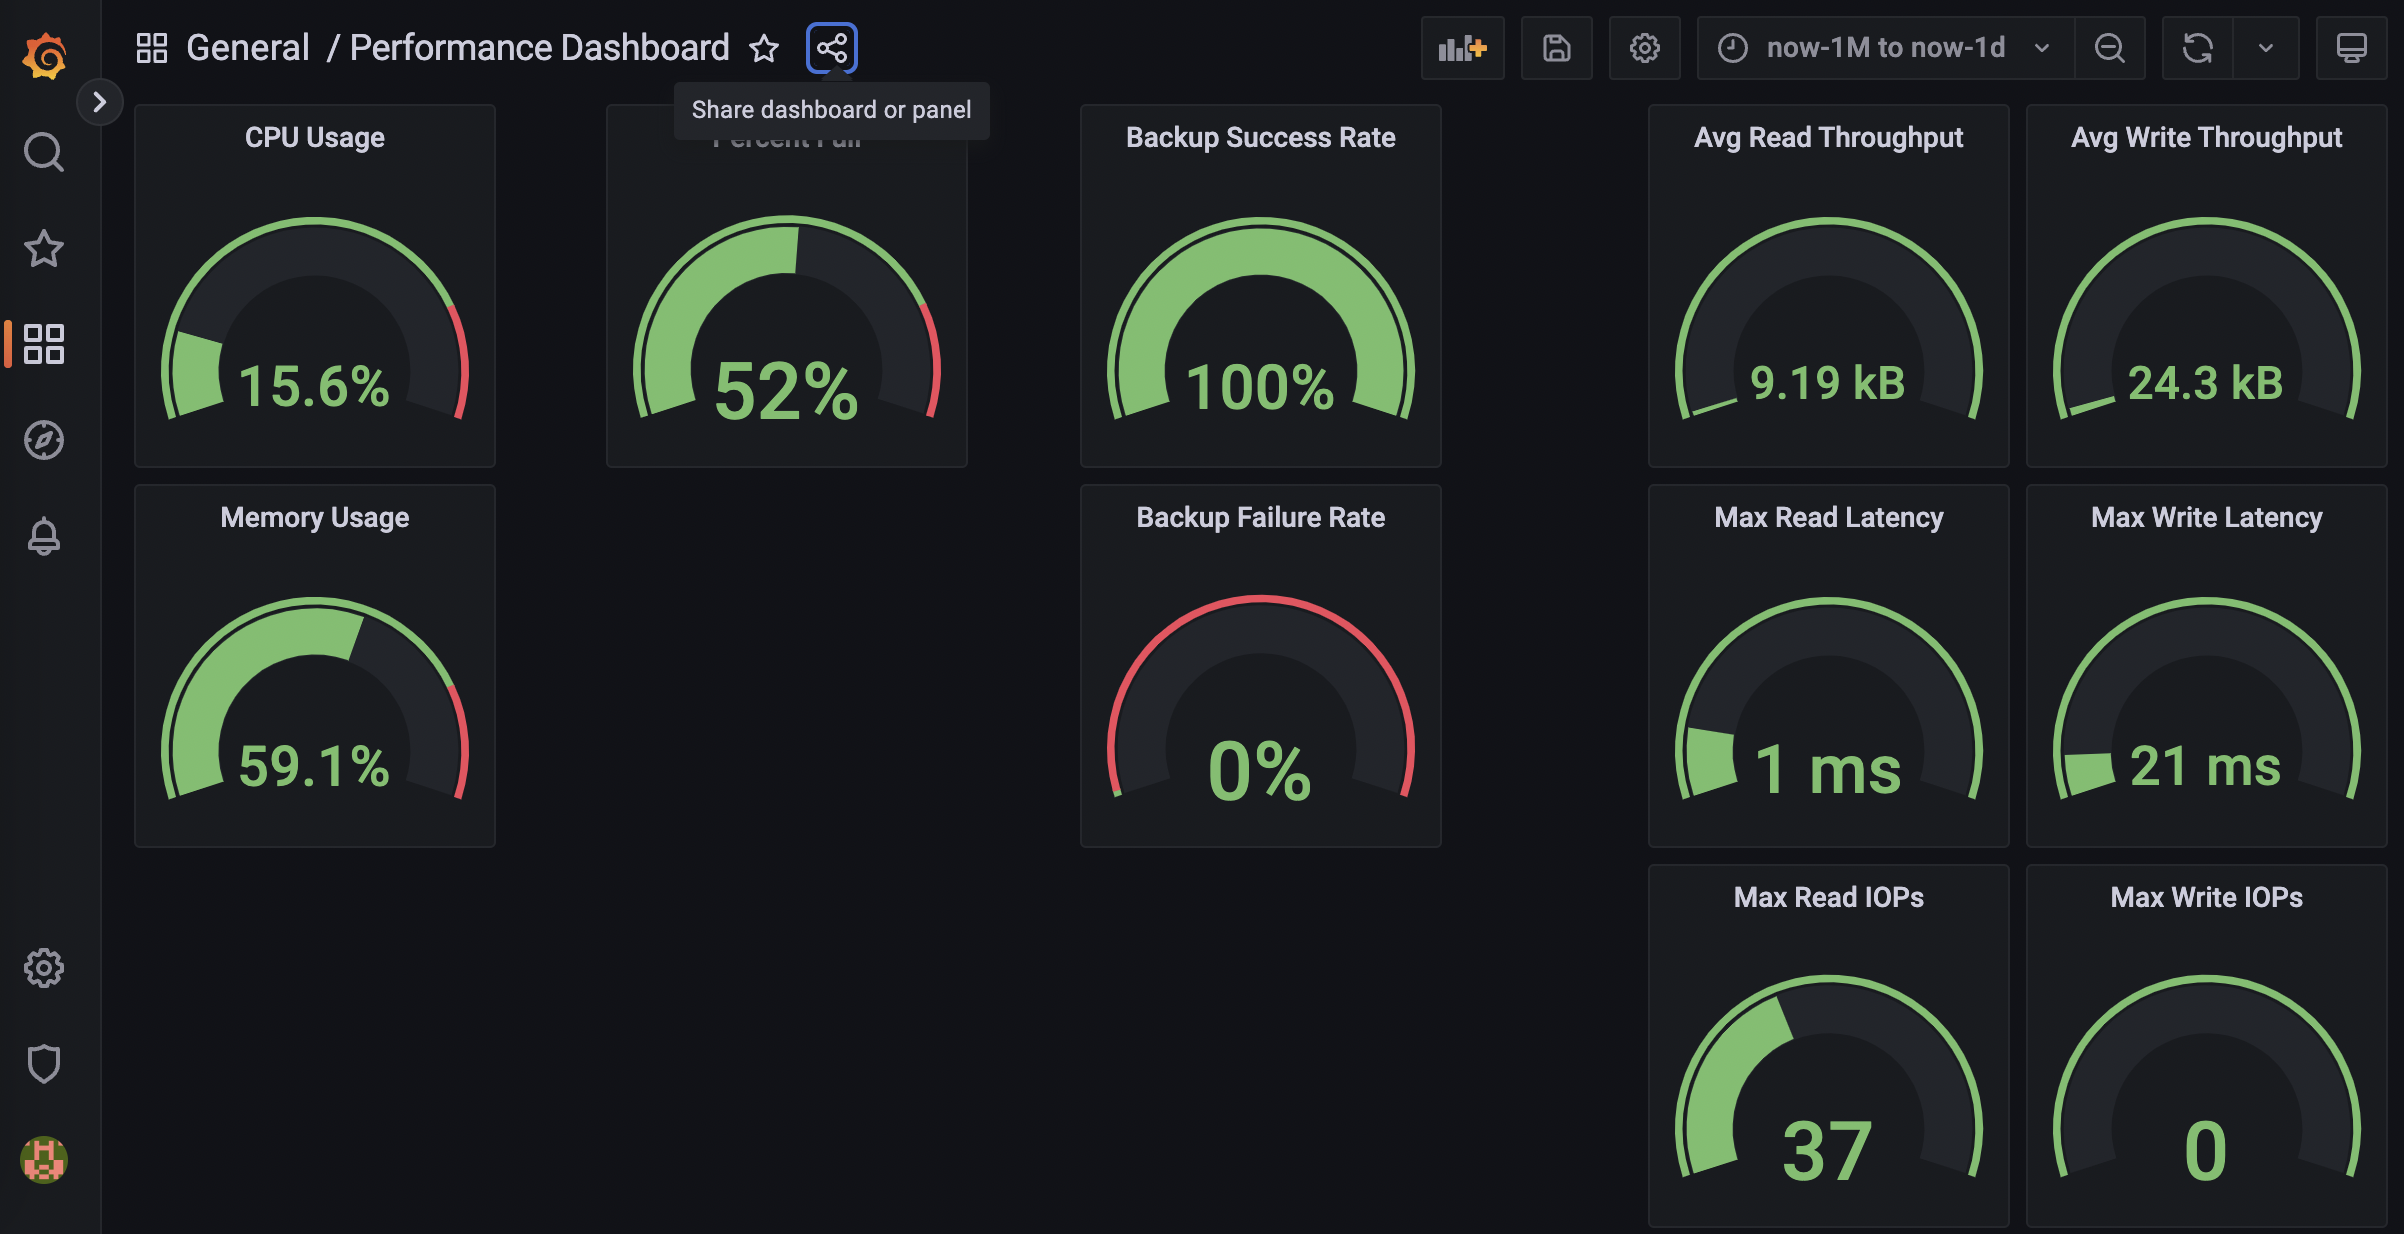 General / Performance Dashboard
now-1M to now-1d
Share dashboard or panel
CPU Usage
15.6%
Percent Full
52%
Backup Success Rate
100%
Avg Read Throughput
9.19 kB
Avg Write Throughput
24.3 kB
Memory Usage
59.1%
Backup Failure Rate
0%
Max Read Latency
1 ms
Max Write Latency
21 ms
Max Read IOPs
37
Max Write IOPs
0